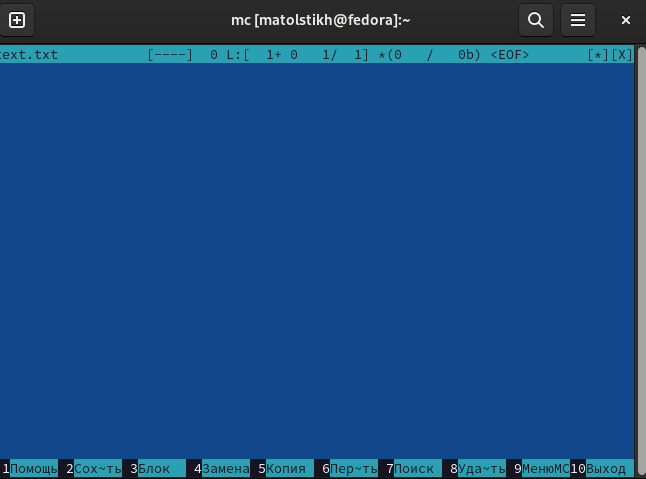 mc [matolstikh@fedora]:~
text.txt [----] 0 L:[ 1+ 0 1/ 1] *(0 / 0b) <EOF> [*][X]
1Помощь 2Сох~ть 3Блок 4Замена 5Копия 6Пер~ть 7Поиск 8Уда~ть 9МенюMC 10Выход